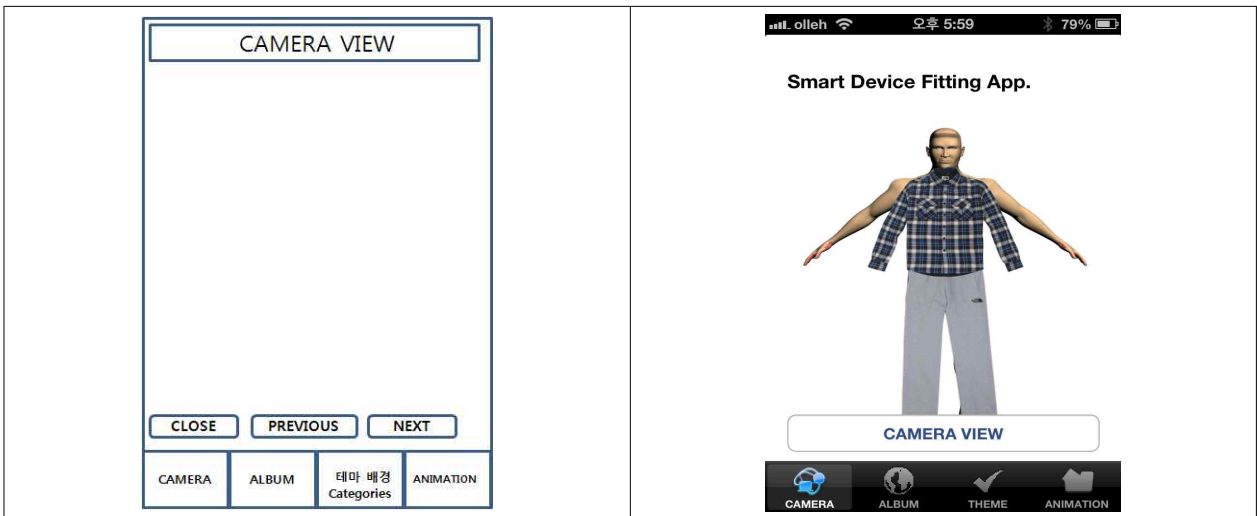 CAMERA VIEW
CLOSE PREVIOUS NEXT
CAMERA ALBUM 테마 배경 ANIMATION
Categories
olleh 오후 5:59 79%
Smart Device Fitting App.
CAMERA VIEW
CAMERA ALBUM THEME ANIMATION